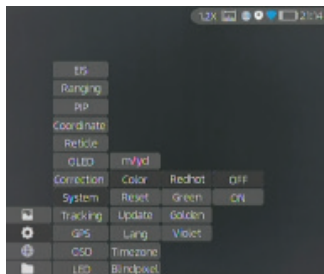 1.2X 21:14
EIS
Ranging
PIP
Coordinate
Reticle
OLED m/yd
Correction Color Redhot OFF
System Reset Green ON
Tracking Update Golden
GPS Lang Violet
OSD Timezone
LED Blindpixel